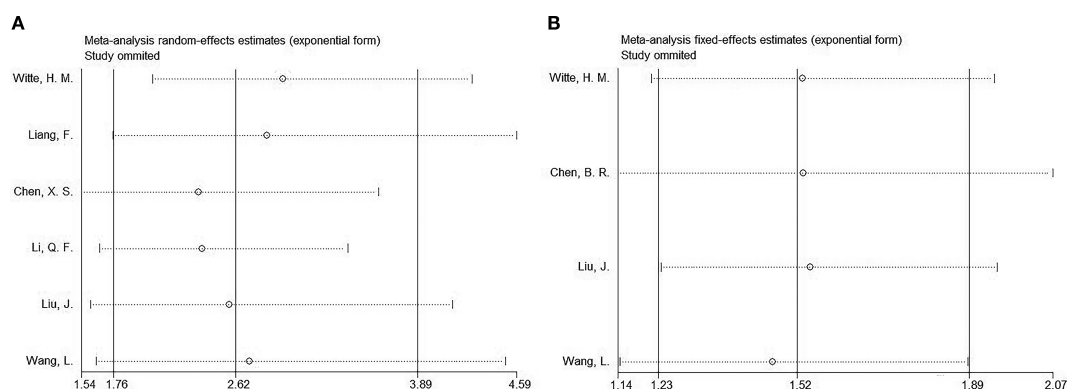 A
Meta-analysis random-effects estimates (exponential form)
Study ommited
Witte, H. M.
Liang, F.
Chen, X. S.
Li, Q. F.
Liu, J.
Wang, L.
1.54 1.76 2.62 3.89 4.59
B
Meta-analysis fixed-effects estimates (exponential form)
Study ommited
Witte, H. M.
Chen, B. R.
Liu, J.
Wang, L.
1.14 1.23 1.52 1.89 2.07